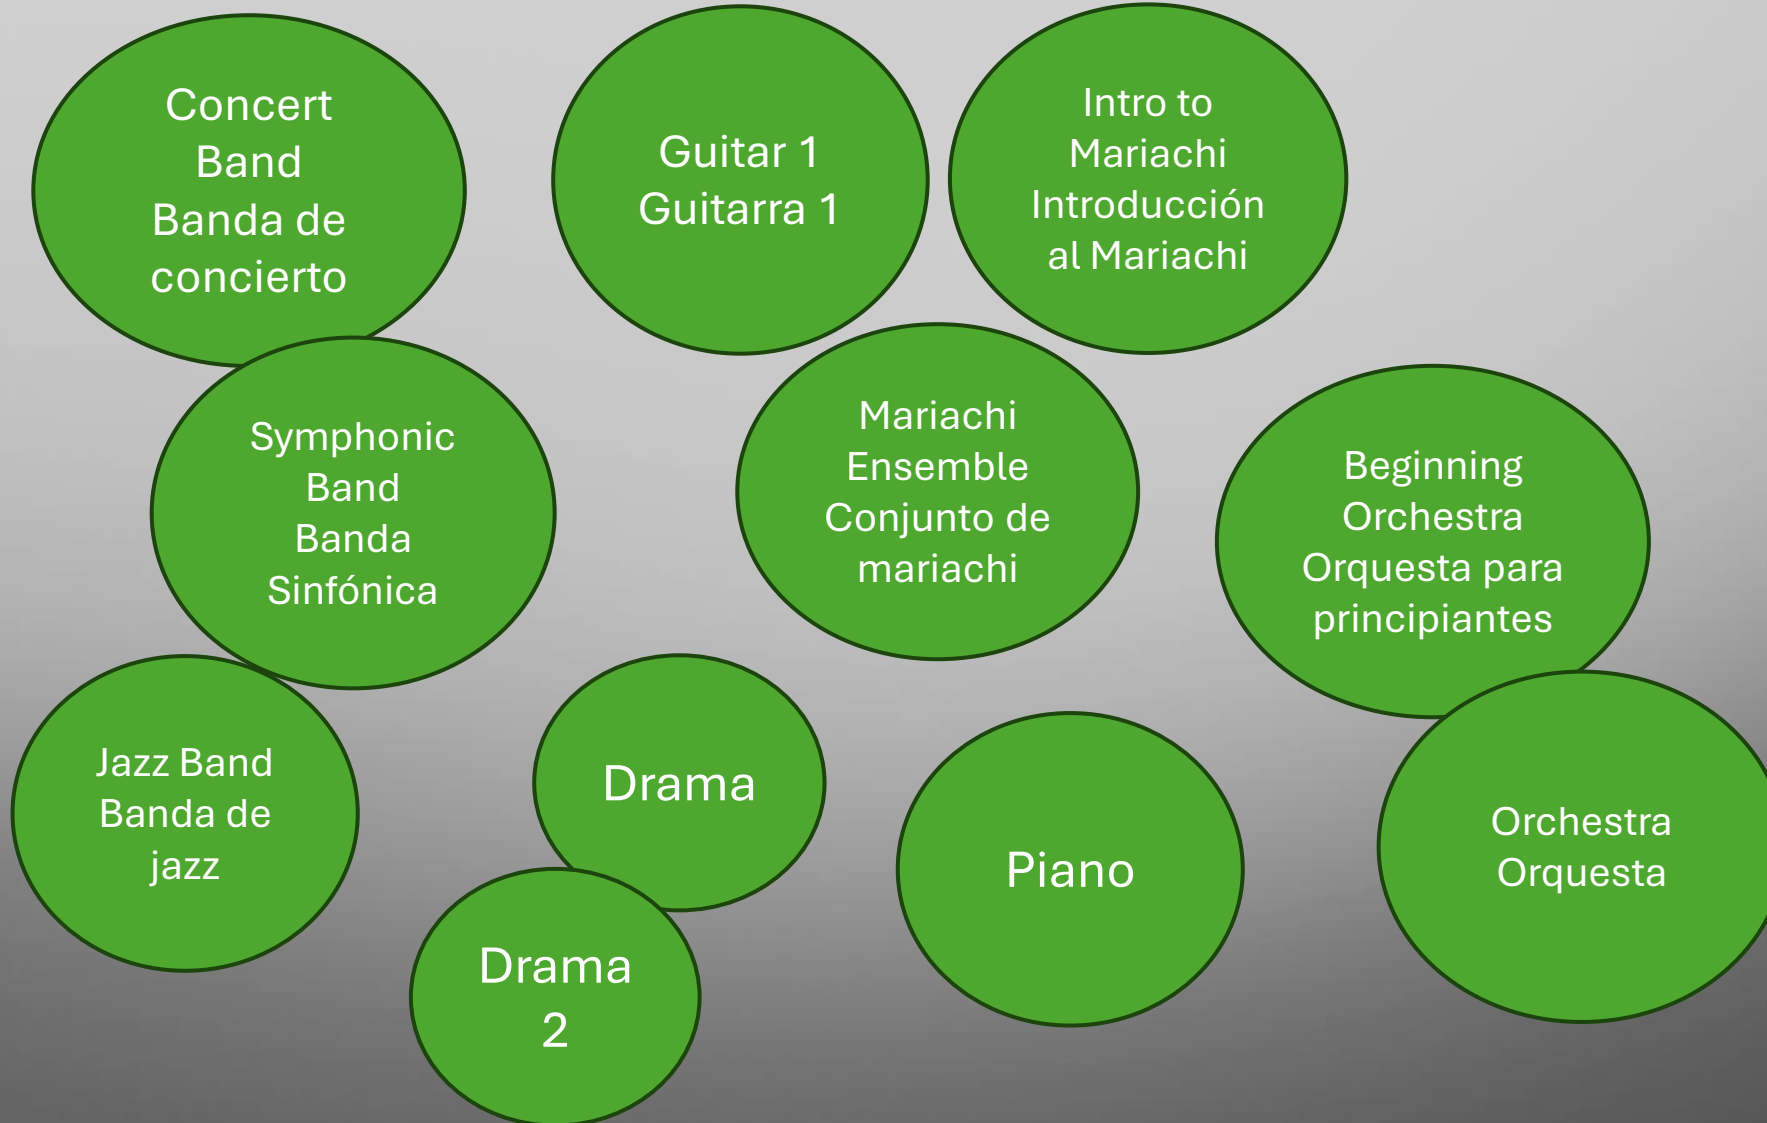 Concert
Band
Banda de
concierto
Guitar 1
Guitarra 1
Intro to
Mariachi
Introducción
al Mariachi
Symphonic
Band
Banda
Sinfónica
Mariachi
Ensemble
Conjunto de
mariachi
Beginning
Orchestra
Orquesta para
principiantes
Jazz Band
Banda de
jazz
Drama
Drama
2
Piano
Orchestra
Orquesta